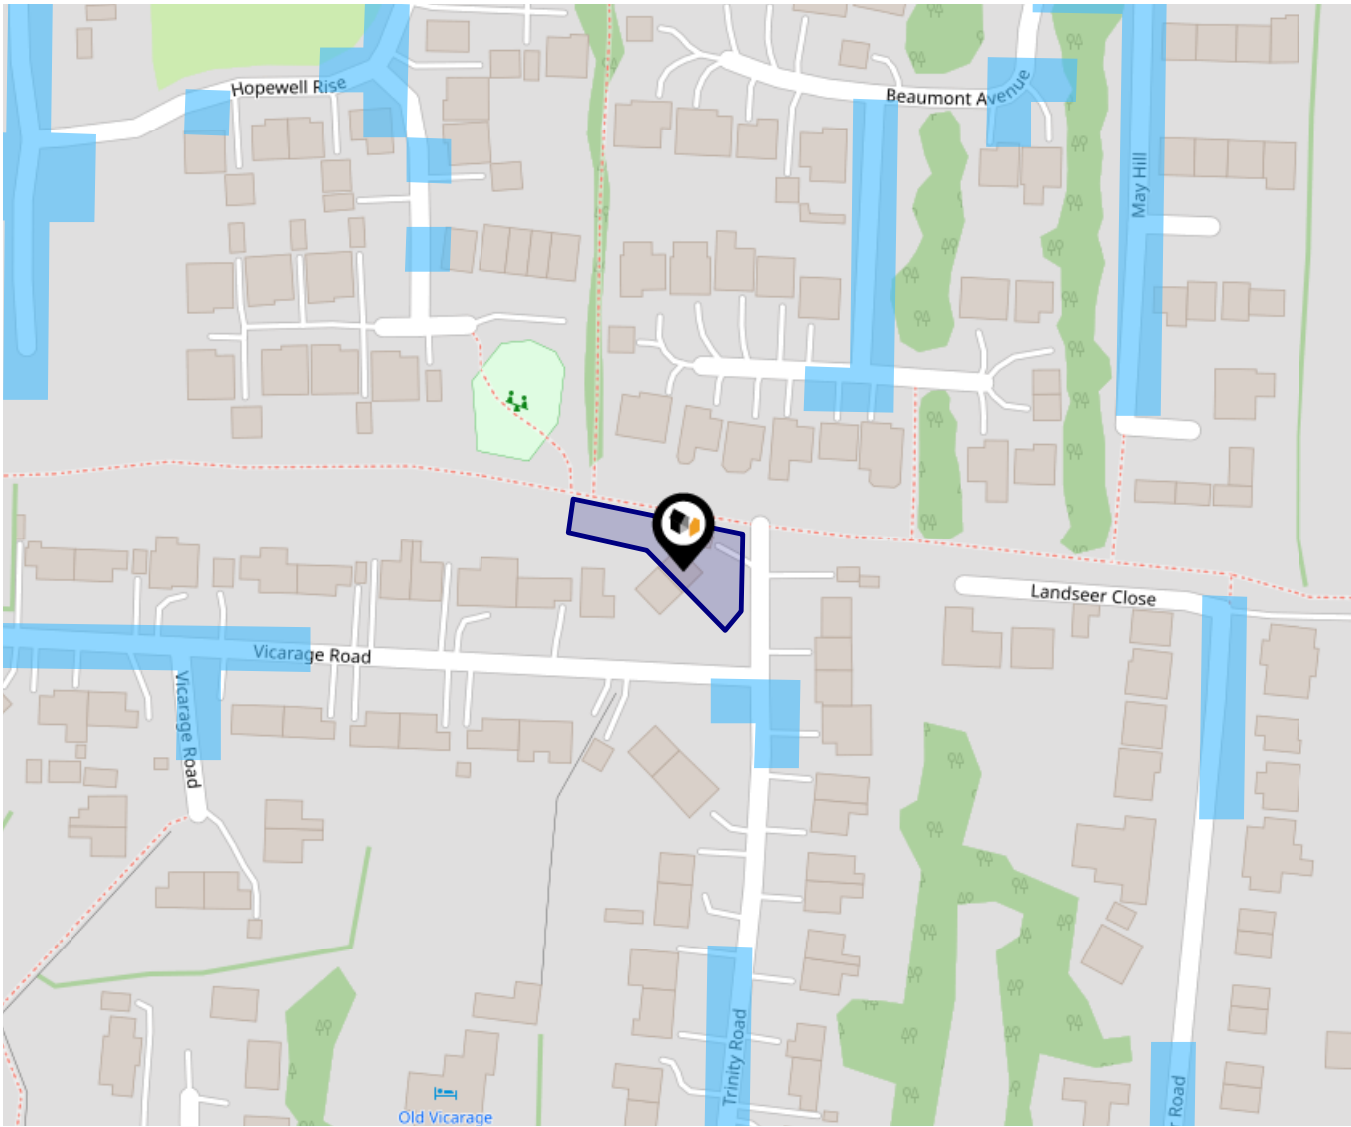 Hopewell Rise
Beaumont Avenue
May Hill
Landseer Close
Vicarage Road
Vicarage Road
Trinity Road
Road
Old Vicarage